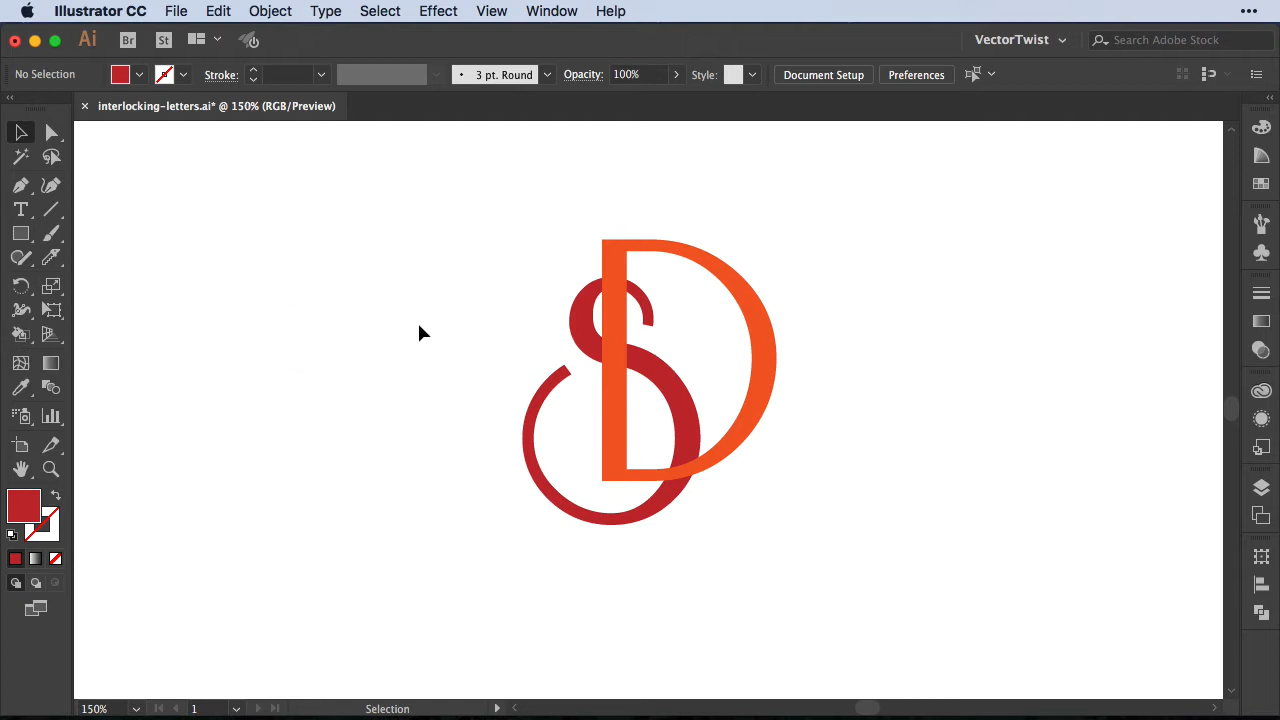 Illustrator CC File Edit Object Type Select Effect View Window Help
Ai Br St VectorTwist Search Adobe Stock
No Selection Stroke: 3 pt. Round Opacity: 100% Style: Document Setup Preferences
× interlocking-letters.ai* @ 150% (RGB/Preview)
SD
150% 1 Selection